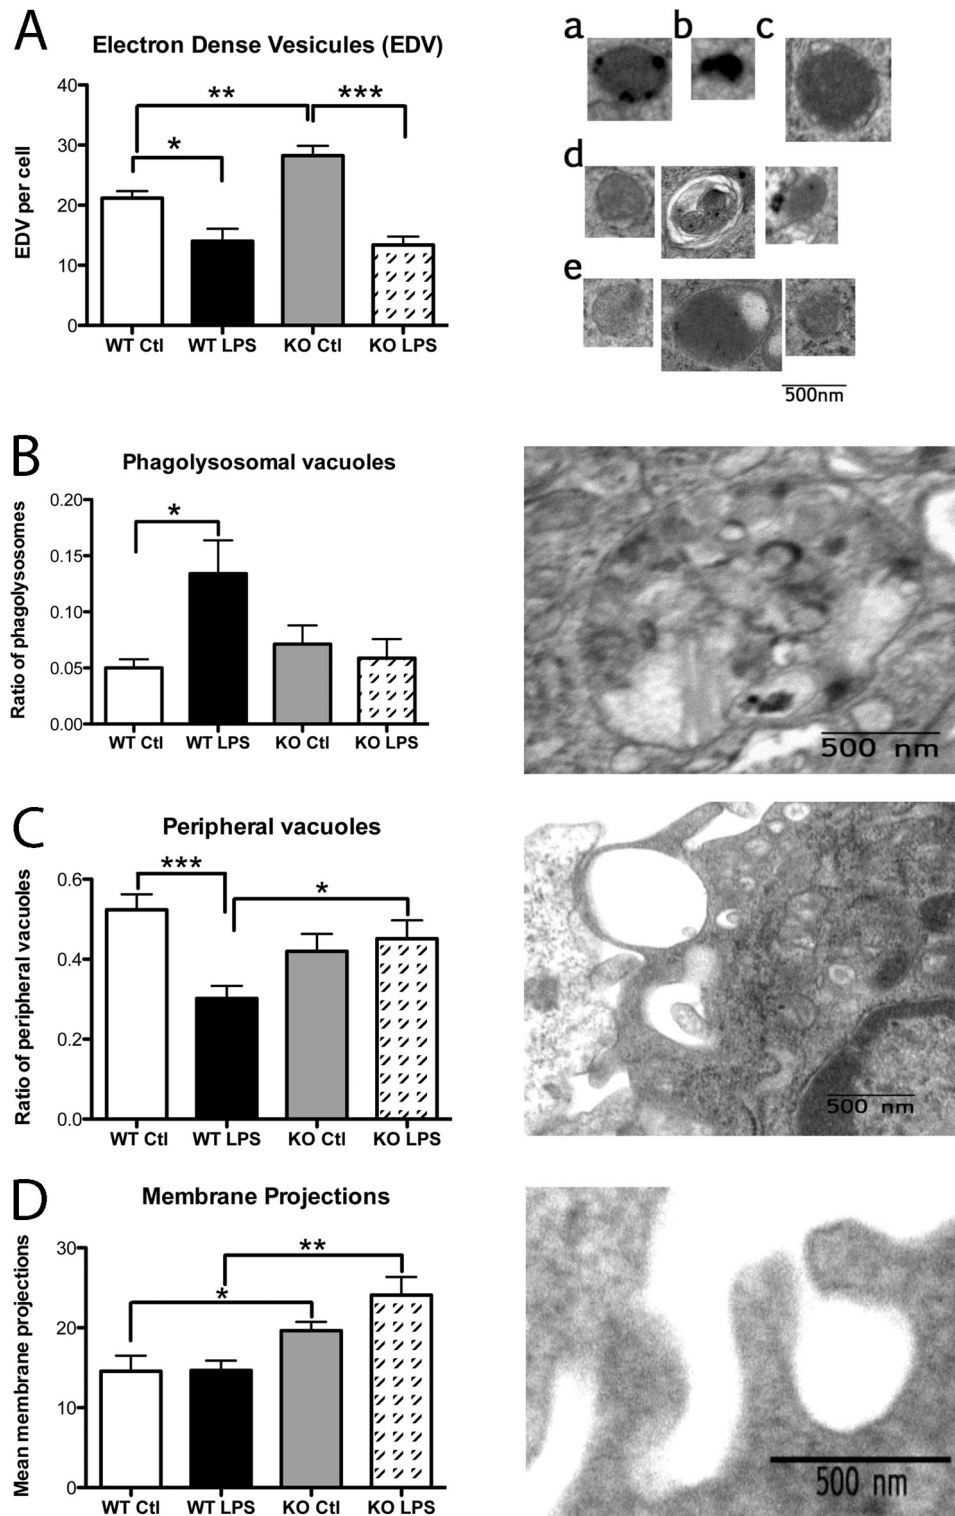 A
Electron Dense Vesicules (EDV)
EDV per cell
40
30
20
10
0
**
***
*
WT Ctl WT LPS KO Ctl KO LPS
a b c
d
e
500nm
B
Phagolysosomal vacuoles
Ratio of phagolysosomes
0.20
0.15
0.10
0.05
0.00
*
WT Ctl WT LPS KO Ctl KO LPS
500 nm
C
Peripheral vacuoles
Ratio of peripheral vacuoles
0.6
0.4
0.2
0.0
***
*
WT Ctl WT LPS KO Ctl KO LPS
500 nm
D
Membrane Projections
Mean membrane projections
30
20
10
0
**
*
WT Ctl WT LPS KO Ctl KO LPS
500 nm